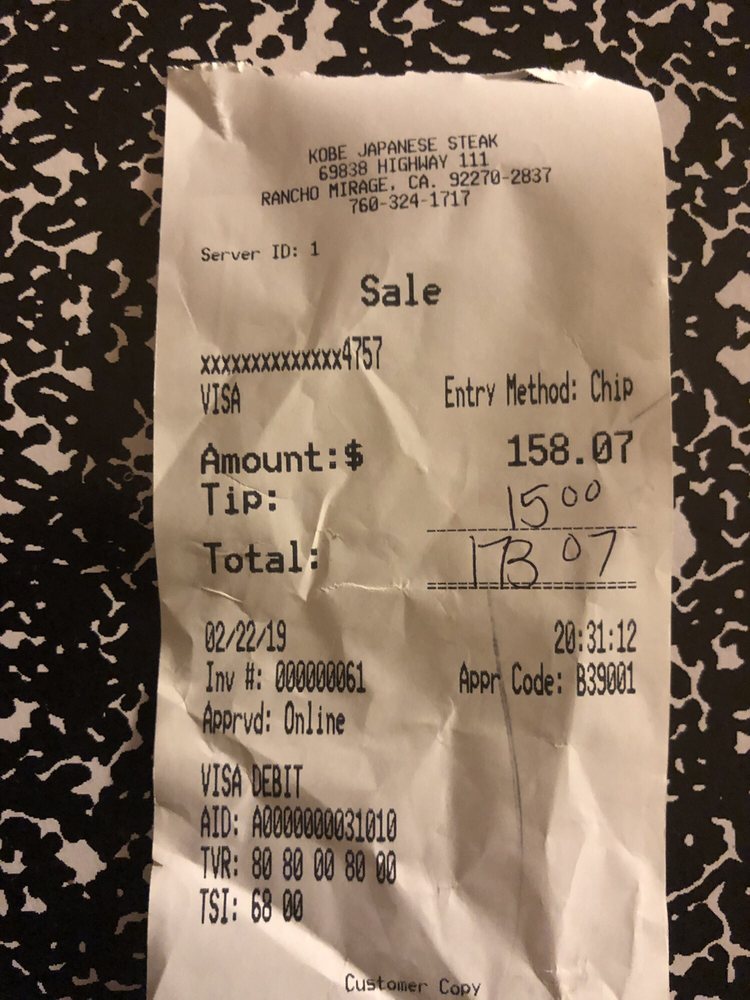 KOBE JAPANESE STEAK
69838 HIGHWAY 111
RANCHO MIRAGE, CA. 92270-2837
760-324-1717
Server ID: 1
Sale
xxxxxxxxxxxxxx4757
VISA Entry Method: Chip
Amount:$ 158.07
Tip: 15 00
Total: 173 07
02/22/19 20:31:12
Inv #: 000000061 Appr Code: B39001
Apprvd: Online
VISA DEBIT
AID: A0000000031010
TVR: 80 80 00 80 00
TSI: 68 00
Customer Copy